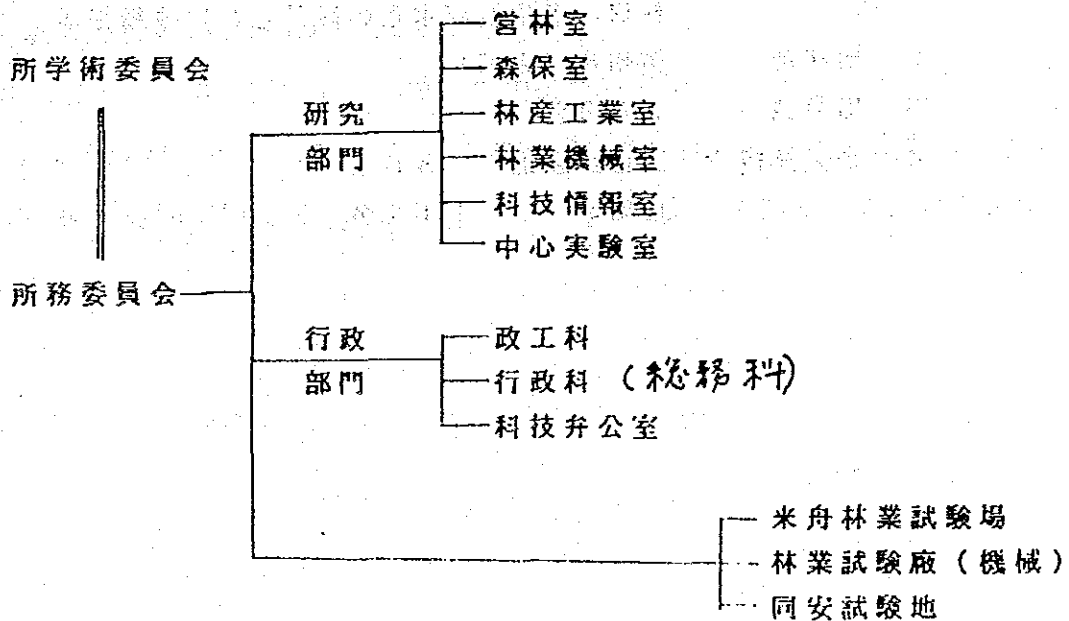 営林室
所学術委員会
森保室
研究
林産工業室
部門
林業機械室
科技情報室
中心実験室
所務委員会
行政
政工科
部門
行政科 (総務科)
科技弁公室
米舟林業試験場
林業試験廠 (機械)
同安試験地